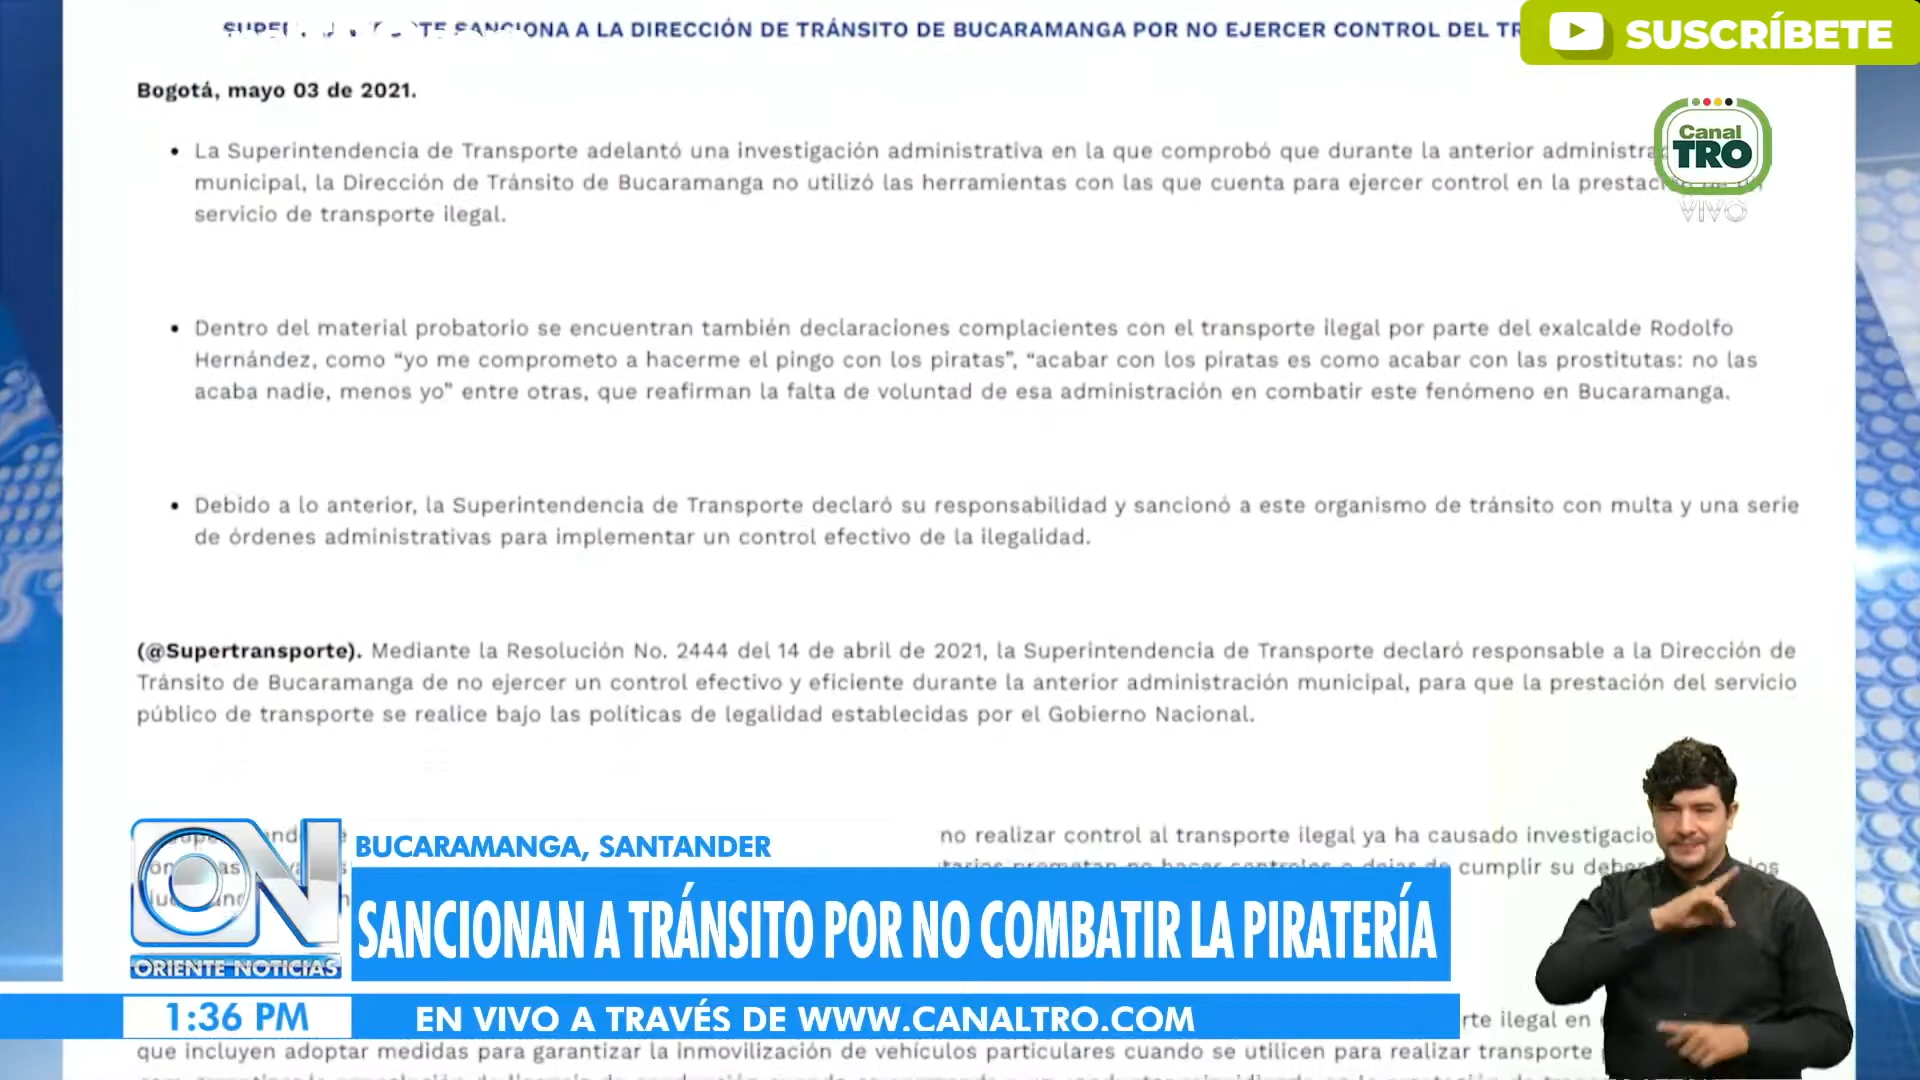 SANCIONA A LA DIRECCIÓN DE TRÁNSITO DE BUCARAMANGA POR NO EJERCER CONTROL DEL
SUSCRÍBETE
Bogotá, mayo 03 de 2021.
Canal
TRO
VIVO
• La Superintendencia de Transporte adelantó una investigación administrativa en la que comprobó que durante la anterior
municipal, la Dirección de Tránsito de Bucaramanga no utilizó las herramientas con las que cuenta para ejercer control en la
servicio de transporte ilegal.
• Dentro del material probatorio se encuentran también declaraciones complacientes con el transporte ilegal por parte del exalcalde Rodolfo
Hernández, como “yo me comprometo a hacerme el pingo con los piratas”, “acabar con los piratas es como acabar con las prostitutas: no las
acaba nadie, menos yo” entre otras, que reafirman la falta de voluntad de esa administración en combatir este fenómeno en Bucaramanga.
• Debido a lo anterior, la Superintendencia de Transporte declaró su responsabilidad y sancionó a este organismo de tránsito con multa y una serie
de órdenes administrativas para implementar un control efectivo de la ilegalidad.
(@Supertransporte). Mediante la Resolución No. 2444 del 14 de abril de 2021, la Superintendencia de Transporte declaró responsable a la Dirección de
Tránsito de Bucaramanga de no ejercer un control efectivo y eficiente durante la anterior administración municipal, para que la prestación del servicio
público de transporte se realice bajo las políticas de legalidad establecidas por el Gobierno Nacional.
no realizar control al transporte ilegal ya ha causado
cumplir su
ON
ORIENTE NOTICIAS
BUCARAMANGA, SANTANDER
SANCIONAN A TRÁNSITO POR NO COMBATIR LA PIRATERÍA
1:36 PM
EN VIVO A TRAVÉS DE WWW.CANALTRO.COM
ilegal en
que incluyen adoptar medidas para garantizar la inmovilización de vehículos particulares cuando se utilicen para realizar transporte